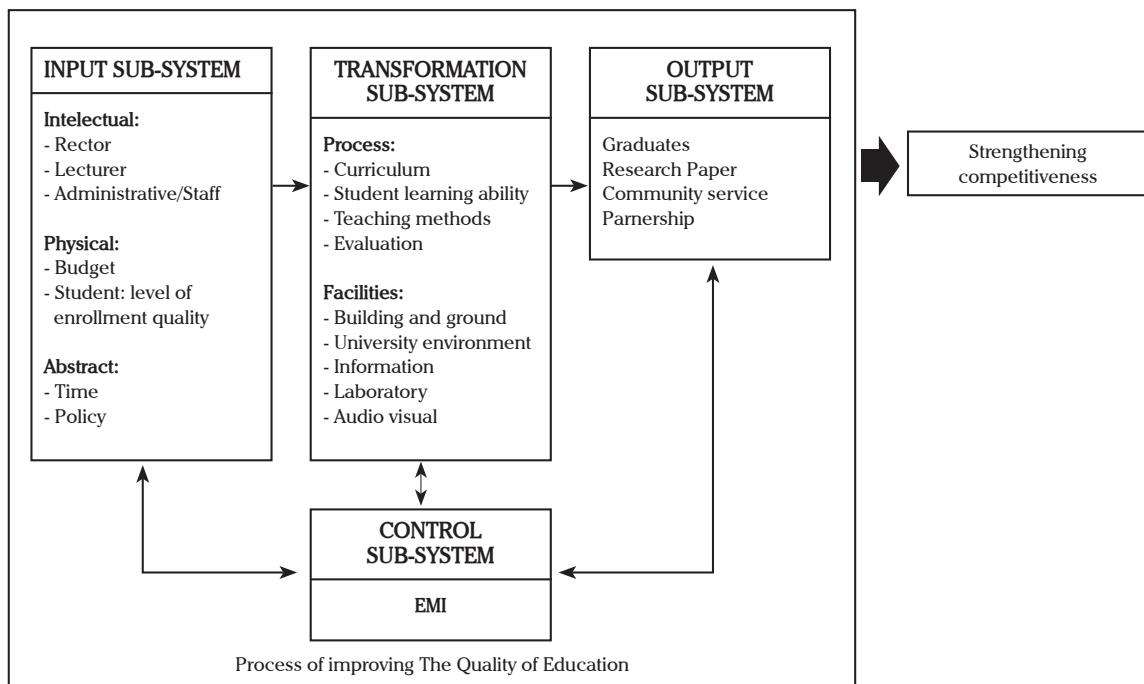 INPUT SUB-SYSTEM
Intelectual:
- Rector
- Lecturer
- Administrative/Staff
Physical:
- Budget
- Student: level of
enrollment quality
Abstract:
- Time
- Policy
TRANSFORMATION
SUB-SYSTEM
Process:
- Curriculum
- Student learning ability
- Teaching methods
- Evaluation
Facilities:
- Building and ground
- University environment
- Information
- Laboratory
- Audio visual
OUTPUT
SUB-SYSTEM
Graduates
Research Paper
Community service
Parnership
Strengthening
competitiveness
CONTROL
SUB-SYSTEM
EMI
Process of improving The Quality of Education